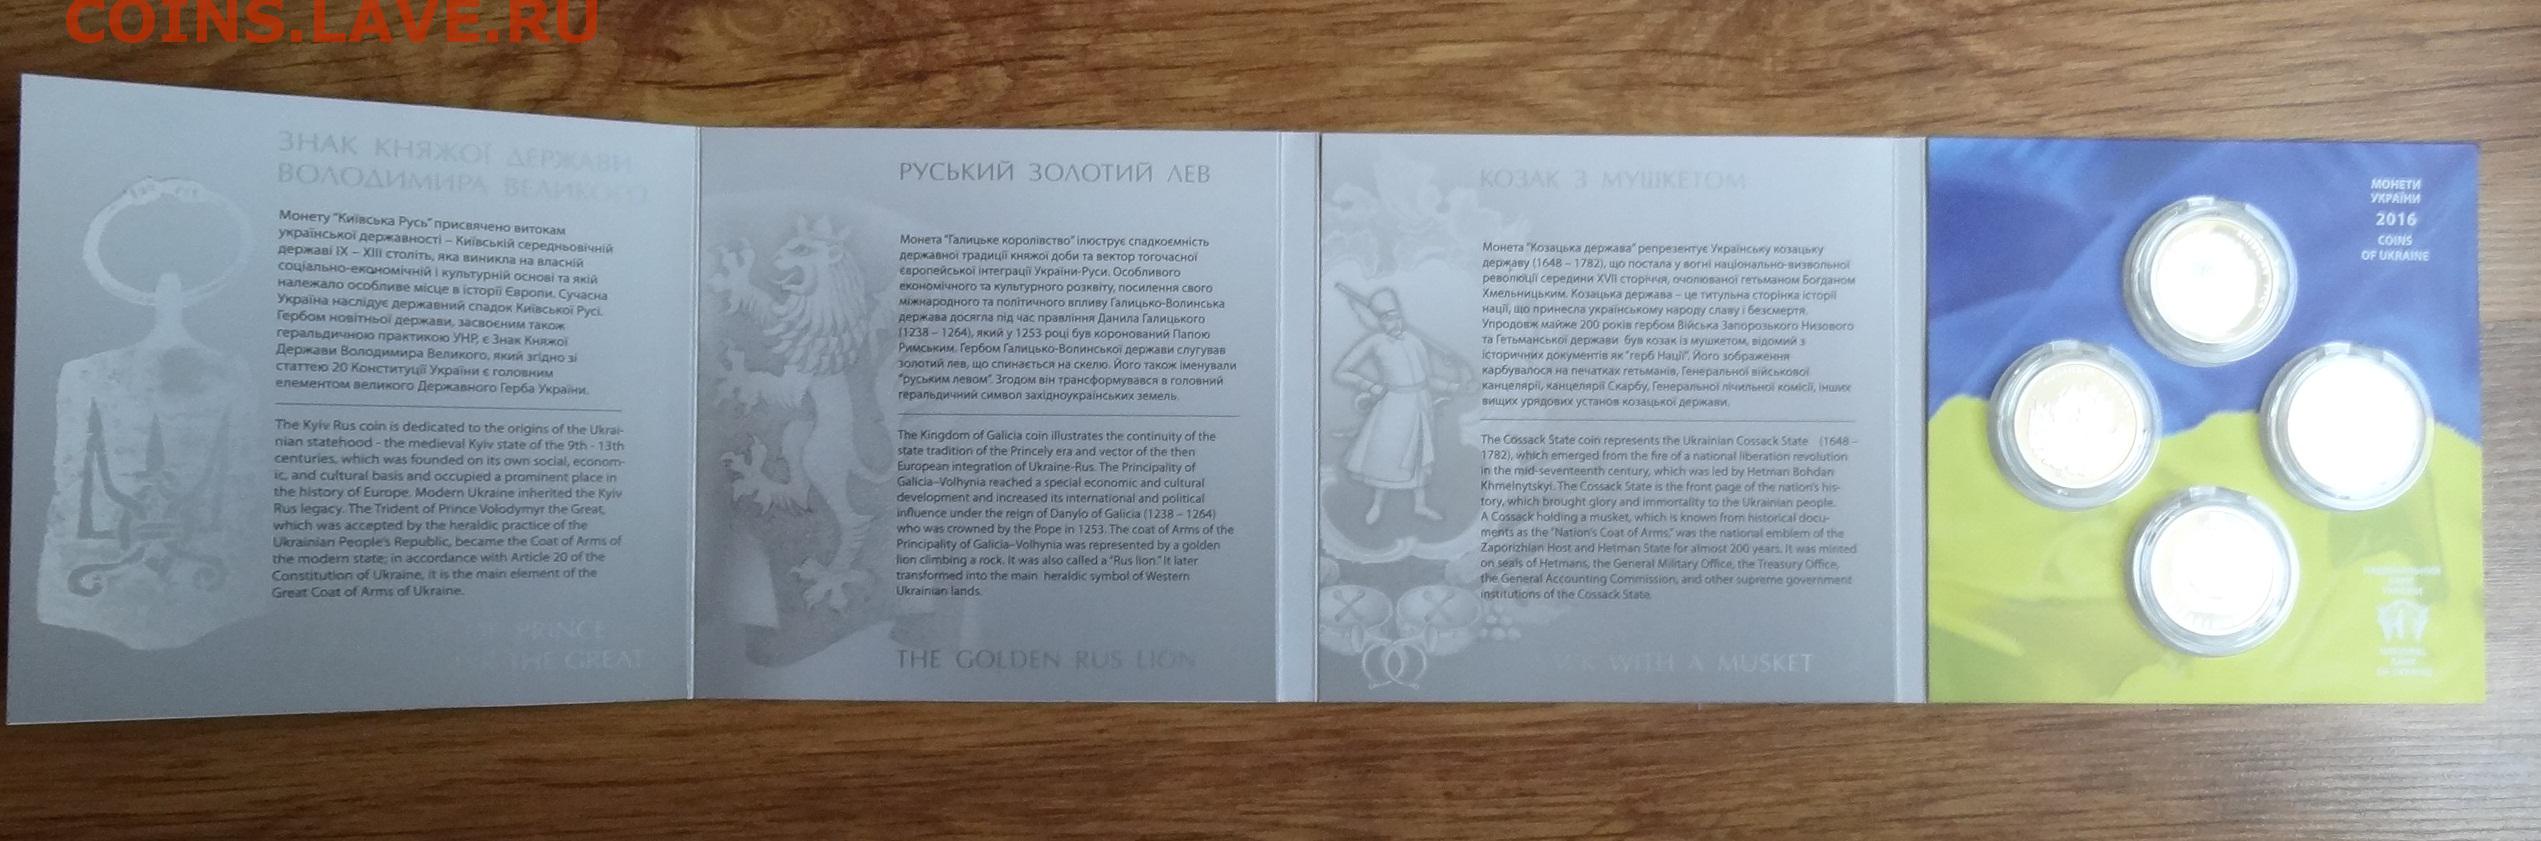 COINS.LAVE.RU
ЗНАК КНЯЖОЇ ДЕРЖАВИ
ВОЛОДИМИРА ВЕЛИКОГО
Монету "Київська Русь" присвячено витокам
української державності – Київській середньовічній
державі IX – XIII століть, яка виникла на власній
соціально-економічній і культурній основі та якій
належало особливе місце в історії Європи. Сучасна
Україна наслідує державний спадок Київської Русі.
Гербом новітньої держави, засвоєним також
геральдичною практикою УНР, є Знак Княжої
Держави Володимира Великого, який згідно зі
статтею 20 Конституції України є головним
елементом великого Державного Герба України.
The Kyiv Rus coin is dedicated to the origins of the Ukrai-
nian statehood - the medieval Kyiv state of the 9th - 13th
centuries, which was founded on its own social, econom-
ic, and cultural basis and occupied a prominent place in
the history of Europe. Modern Ukraine inherited the Kyiv
Rus legacy. The Trident of Prince Volodymyr the Great,
which was accepted by the heraldic practice of the
Ukrainian People's Republic, became the Coat of Arms of
the modern state; in accordance with Article 20 of the
Constitution of Ukraine, it is the main element of the
Great Coat of Arms of Ukraine.
OF PRINCE
THE GREAT
РУСЬКИЙ ЗОЛОТИЙ ЛЕВ
Монета "Галицьке королівство" ілюструє спадкоємність
державної традиції княжої доби та вектор тогочасної
європейської інтеграції України-Руси. Особливого
економічного та культурного розквіту, посилення свого
міжнародного та політичного впливу Галицько-Волинська
держава досягла під час правління Данила Галицького
(1238 – 1264), який у 1253 році був коронований Папою
Римським. Гербом Галицько-Волинської держави слугував
золотий лев, що спинається на скелю. Його також іменували
"руським левом". Згодом він трансформувався в головний
геральдичний символ західноукраїнських земель.
The Kingdom of Galicia coin illustrates the continuity of the
state tradition of the Princely era and vector of the then
European integration of Ukraine-Rus. The Principality of
Galicia–Volhynia reached a special economic and cultural
development and increased its international and political
influence under the reign of Danylo of Galicia (1238 – 1264)
who was crowned by the Pope in 1253. The coat of Arms of the
Principality of Galicia–Volhynia was represented by a golden
lion climbing a rock. It was also called a "Rus lion." It later
transformed into the main heraldic symbol of Western
Ukrainian lands.
THE GOLDEN RUS LION
КОЗАК З МУШКЕТОМ
Монета "Козацька держава" репрезентує Українську козацьку
державу (1648 – 1782), що постала у вогні національно-визвольної
революції середини XVII сторіччя, очолюваної гетьманом Богданом
Хмельницьким. Козацька держава – це титульна сторінка історії
нації, що принесла українському народу славу і безсмертя.
Упродовж майже 200 років гербом Війська Запорозького Низового
та Гетьманської держави був козак із мушкетом, відомий з
історичних документів як "герб Нації". Його зображення
карбувалося на печатках гетьманів, Генеральної військової
канцелярії, канцелярії Скарбу, Генеральної лічильної комісії, інших
вищих урядових установ козацької держави.
The Cossack State coin represents the Ukrainian Cossack State (1648 –
1782), which emerged from the fire of a national liberation revolution
in the mid-seventeenth century, which was led by Hetman Bohdan
Khmelnytskyi. The Cossack State is the front page of the nation's his-
tory, which brought glory and immortality to the Ukrainian people.
A Cossack holding a musket, which is known from historical docu-
ments as the "Nation's Coat of Arms," was the national emblem of the
Zaporizhian Host and Hetman State for almost 200 years. It was minted
on seals of Hetmans, the General Military Office, the Treasury Office,
the General Accounting Commission, and other supreme government
institutions of the Cossack State.
WITH A MUSKET
МОНЕТИ
УКРАЇНИ
2016
COINS
OF UKRAINE
НАЦІОНАЛЬНИЙ
БАНК
УКРАЇНИ
NATIONAL
BANK
OF UKRAINE